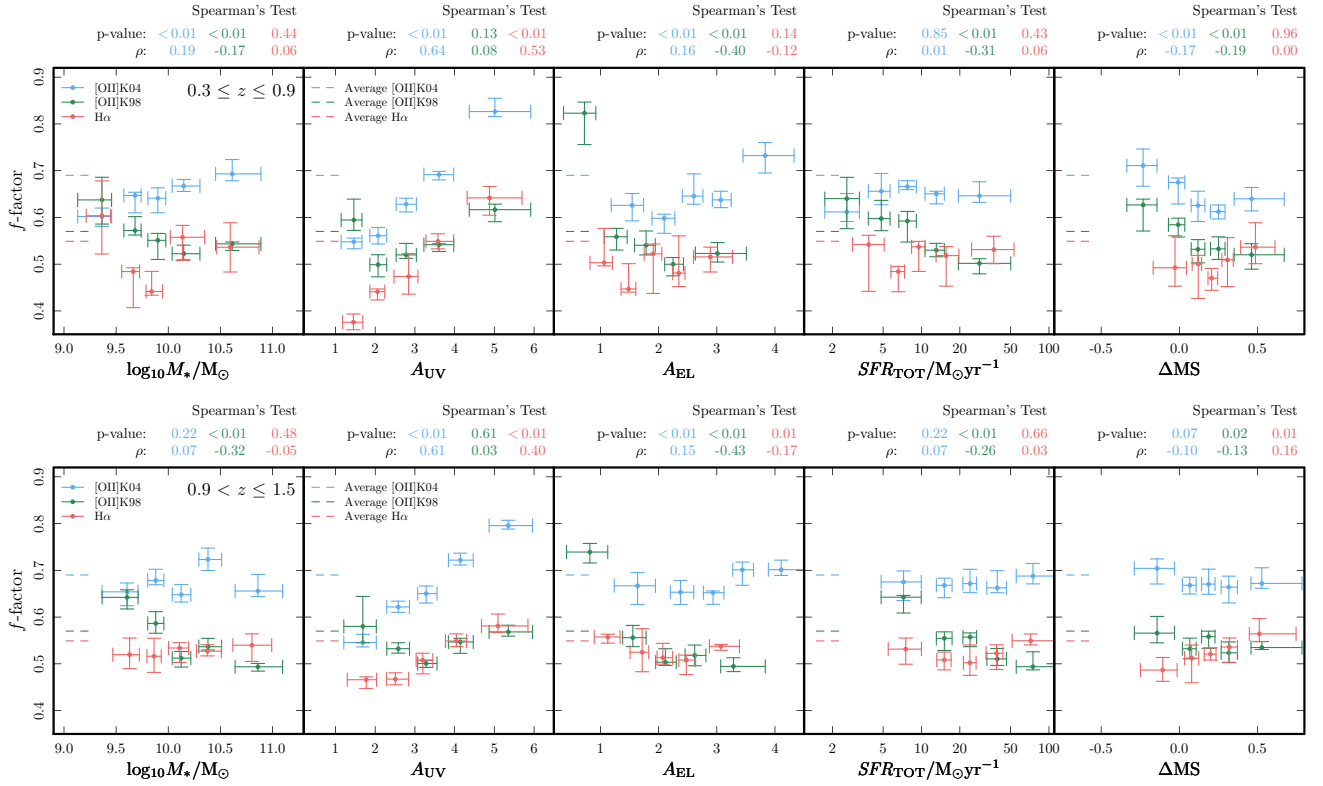 Spearman's Test Spearman's Test Spearman's Test Spearman's Test Spearman's Test
p-value: <0.01 <0.01 0.44 p-value: <0.01 0.13 <0.01 p-value: <0.01 <0.01 0.14 p-value: 0.85 <0.01 0.43 p-value: <0.01 <0.01 0.96
ρ: 0.19 -0.17 0.06 ρ: 0.64 0.08 0.53 ρ: 0.16 -0.40 -0.12 ρ: 0.01 -0.31 0.06 ρ: -0.17 -0.19 0.00
0.9
[OII]K04 0.3 ≤ z ≤ 0.9 Average [OII]K04
[OII]K98 Average [OII]K98
Hα Average Hα
0.8
0.7
f-factor
0.6
0.5
0.4
9.0 9.5 10.0 10.5 11.0 1 2 3 4 5 6 1 2 3 4 2 5 10 20 50 100 -0.5 0.0 0.5
log₁₀M*/M⊙ A_UV A_EL SFR_TOT/M⊙yr⁻¹ ΔMS
Spearman's Test Spearman's Test Spearman's Test Spearman's Test Spearman's Test
p-value: 0.22 <0.01 0.48 p-value: <0.01 0.61 <0.01 p-value: <0.01 <0.01 0.01 p-value: 0.22 <0.01 0.66 p-value: 0.07 0.02 0.01
ρ: 0.07 -0.32 -0.05 ρ: 0.61 0.03 0.40 ρ: 0.15 -0.43 -0.17 ρ: 0.07 -0.26 0.03 ρ: -0.10 -0.13 0.16
0.9
[OII]K04 0.9 < z ≤ 1.5 Average [OII]K04
[OII]K98 Average [OII]K98
Hα Average Hα
0.8
0.7
f-factor
0.6
0.5
0.4
9.0 9.5 10.0 10.5 11.0 1 2 3 4 5 6 1 2 3 4 2 5 10 20 50 100 -0.5 0.0 0.5
log₁₀M*/M⊙ A_UV A_EL SFR_TOT/M⊙yr⁻¹ ΔMS